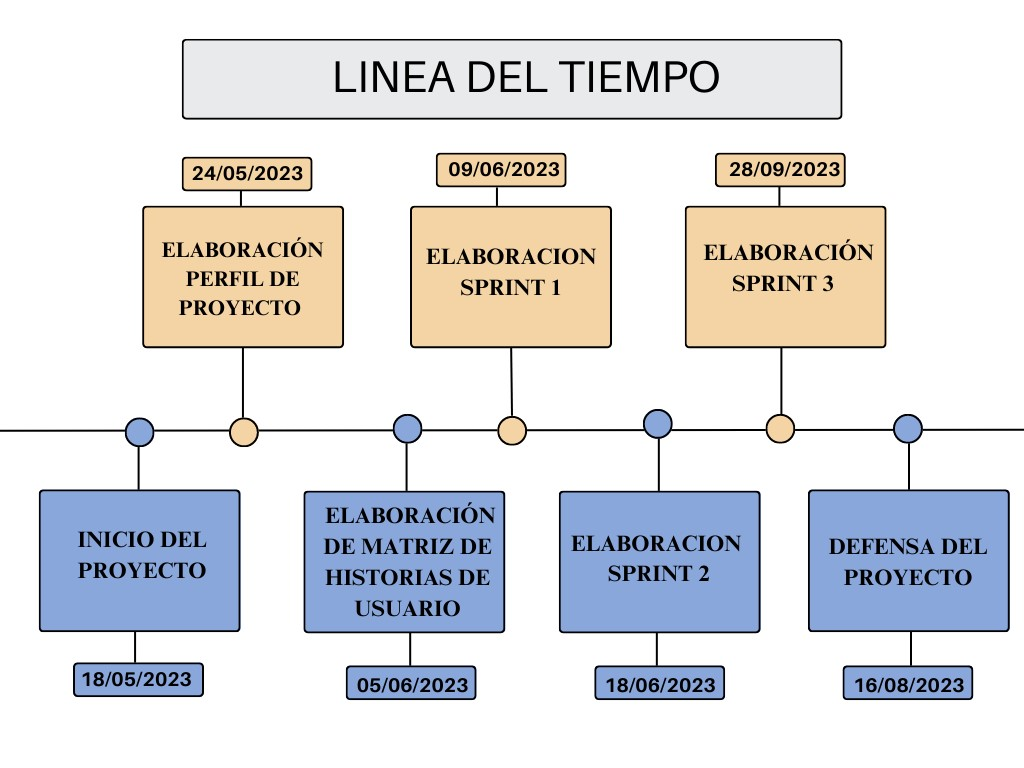 LINEA DEL TIEMPO
24/05/2023
09/06/2023
28/09/2023
ELABORACIÓN
PERFIL DE
PROYECTO
ELABORACION
SPRINT 1
ELABORACIÓN
SPRINT 3
INICIO DEL
PROYECTO
ELABORACIÓN
DE MATRIZ DE
HISTORIAS DE
USUARIO
ELABORACION
SPRINT 2
DEFENSA DEL
PROYECTO
18/05/2023
05/06/2023
18/06/2023
16/08/2023